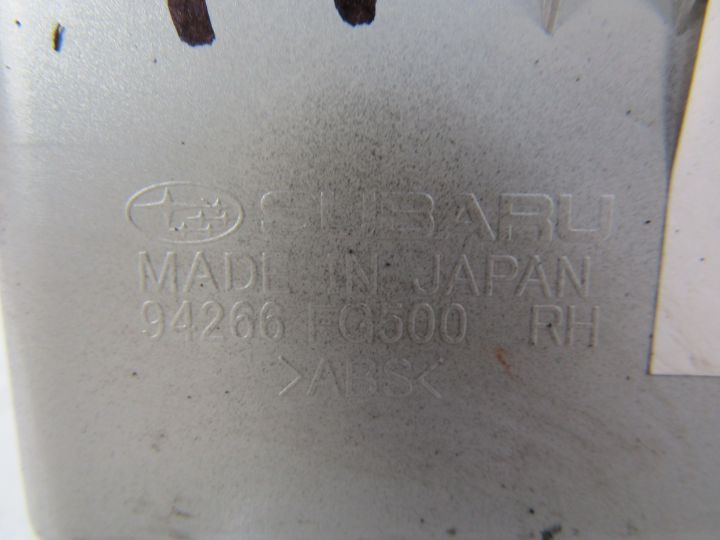 SUBARU
MADE IN JAPAN
94266 FG500 RH
>ABS<